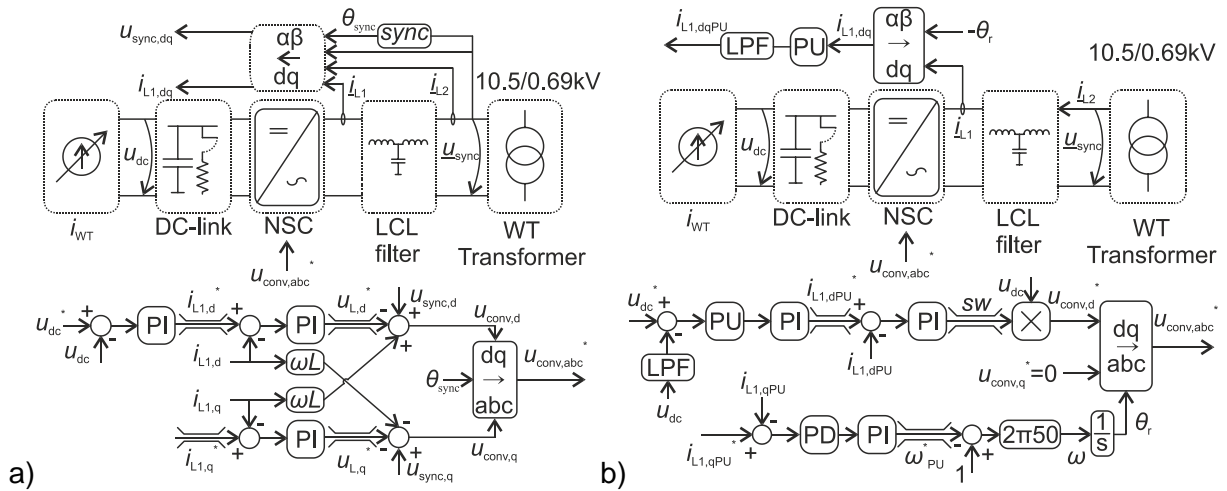 u_sync,dq
θ_sync
sync
αβ
dq
i_L1,dq
i_L1
i_L2
10.5/0.69kV
u_dc
u_sync
i_WT
DC-link
NSC
LCL
filter
WT
Transformer
u_conv,abc*
u_dc*
+
-
u_dc
PI
i_L1,d*
+
-
PI
u_L,d*
-
u_sync,d
+
+
u_conv,d
i_L1,d
ωL
i_L1,q
ωL
θ_sync
dq
abc
u_conv,abc*
i_L1,q*
+
-
PI
u_L,q*
-
-
+
u_sync,q
u_conv,q
a)
i_L1,dqPU
LPF
PU
i_L1,dq
αβ
dq
-θ_r
10.5/0.69kV
i_L1
i_L2
u_dc
u_sync
i_WT
DC-link
NSC
LCL
filter
WT
Transformer
u_conv,abc*
u_dc*
+
-
LPF
u_dc
PU
PI
i_L1,dPU*
+
-
i_L1,dPU
PI
sw
u_dc
×
u_conv,d*
dq
abc
u_conv,abc*
u_conv,q*=0
θ_r
i_L1,qPU
-
i_L1,qPU*
+
PD
PI
ω*_PU
-
+
1
2π50
ω
1
s
b)